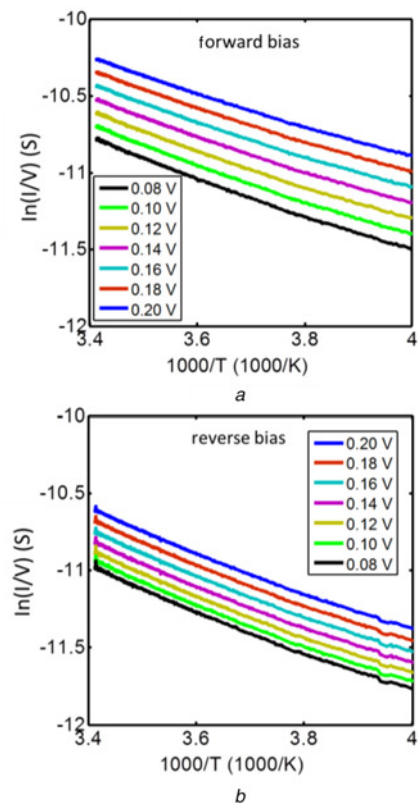 -10
forward bias
-10.5
-11
-11.5
-12
ln(I/V) (S)
0.08 V
0.10 V
0.12 V
0.14 V
0.16 V
0.18 V
0.20 V
3.4
3.6
3.8
4
1000/T (1000/K)
a
-10
reverse bias
-10.5
-11
-11.5
-12
ln(I/V) (S)
0.20 V
0.18 V
0.16 V
0.14 V
0.12 V
0.10 V
0.08 V
3.4
3.6
3.8
4
1000/T (1000/K)
b